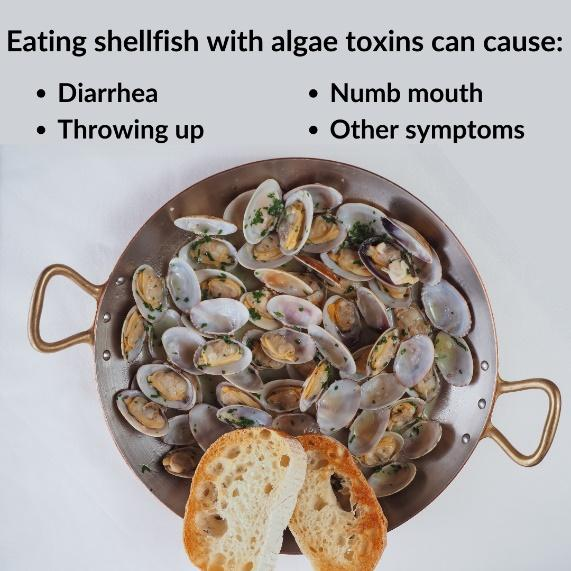 Eating shellfish with algae toxins can cause:
• Diarrhea
• Throwing up
• Numb mouth
• Other symptoms